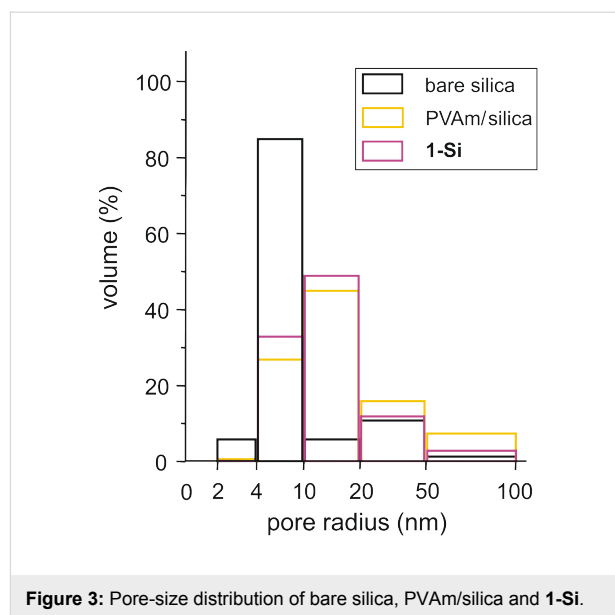 100
80
60
40
20
0
volume (%)
bare silica
PVAm/silica
1-Si
0 2 4 10 20 50 100
pore radius (nm)
Figure 3: Pore-size distribution of bare silica, PVAm/silica and 1-Si.